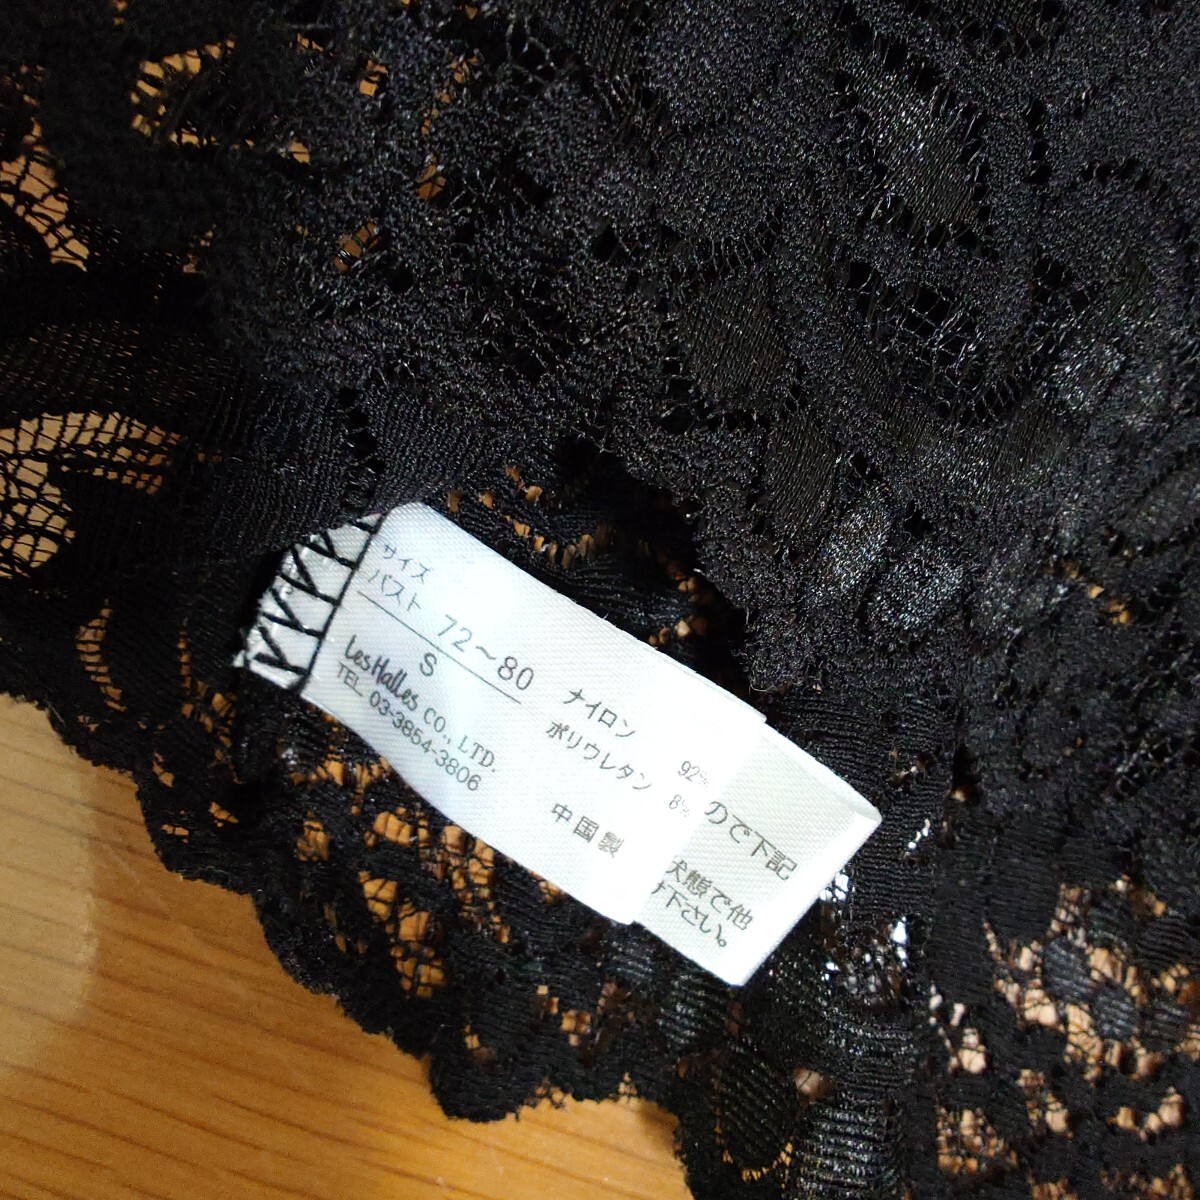 サイズ
バスト 72~80
S
ナイロン 92%
ポリウレタン 8%
LesHalles CO., LTD.
TEL 03-3854-3806
中国製
ので下記
態で他
下さい。